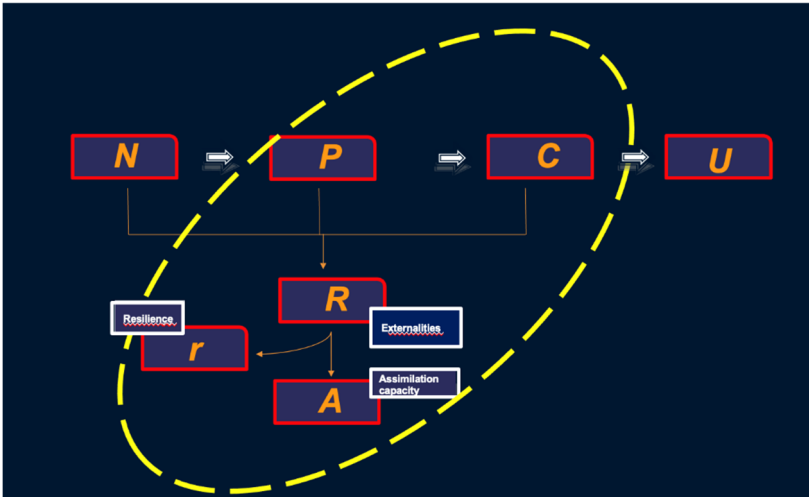 N
P
C
U
R
Externalities
Resilience
r
Assimilation
capacity
A